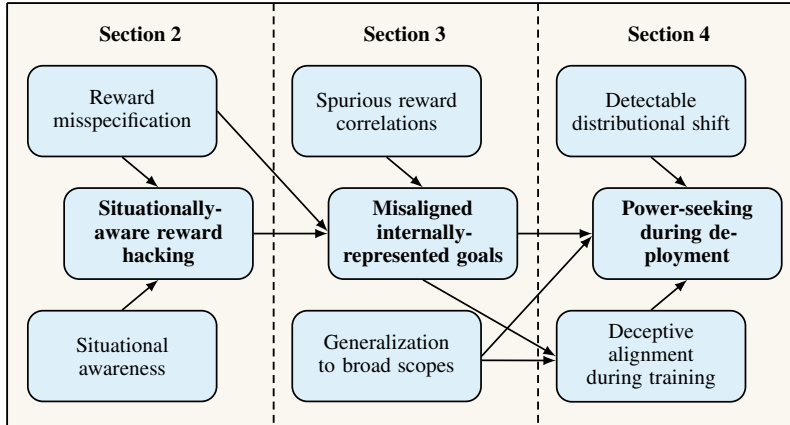 Section 2
Reward
misspecification
Situationally-
aware reward
hacking
Situational
awareness
Section 3
Spurious reward
correlations
Misaligned
internally-
represented goals
Generalization
to broad scopes
Section 4
Detectable
distributional shift
Power-seeking
during de-
ployment
Deceptive
alignment
during training